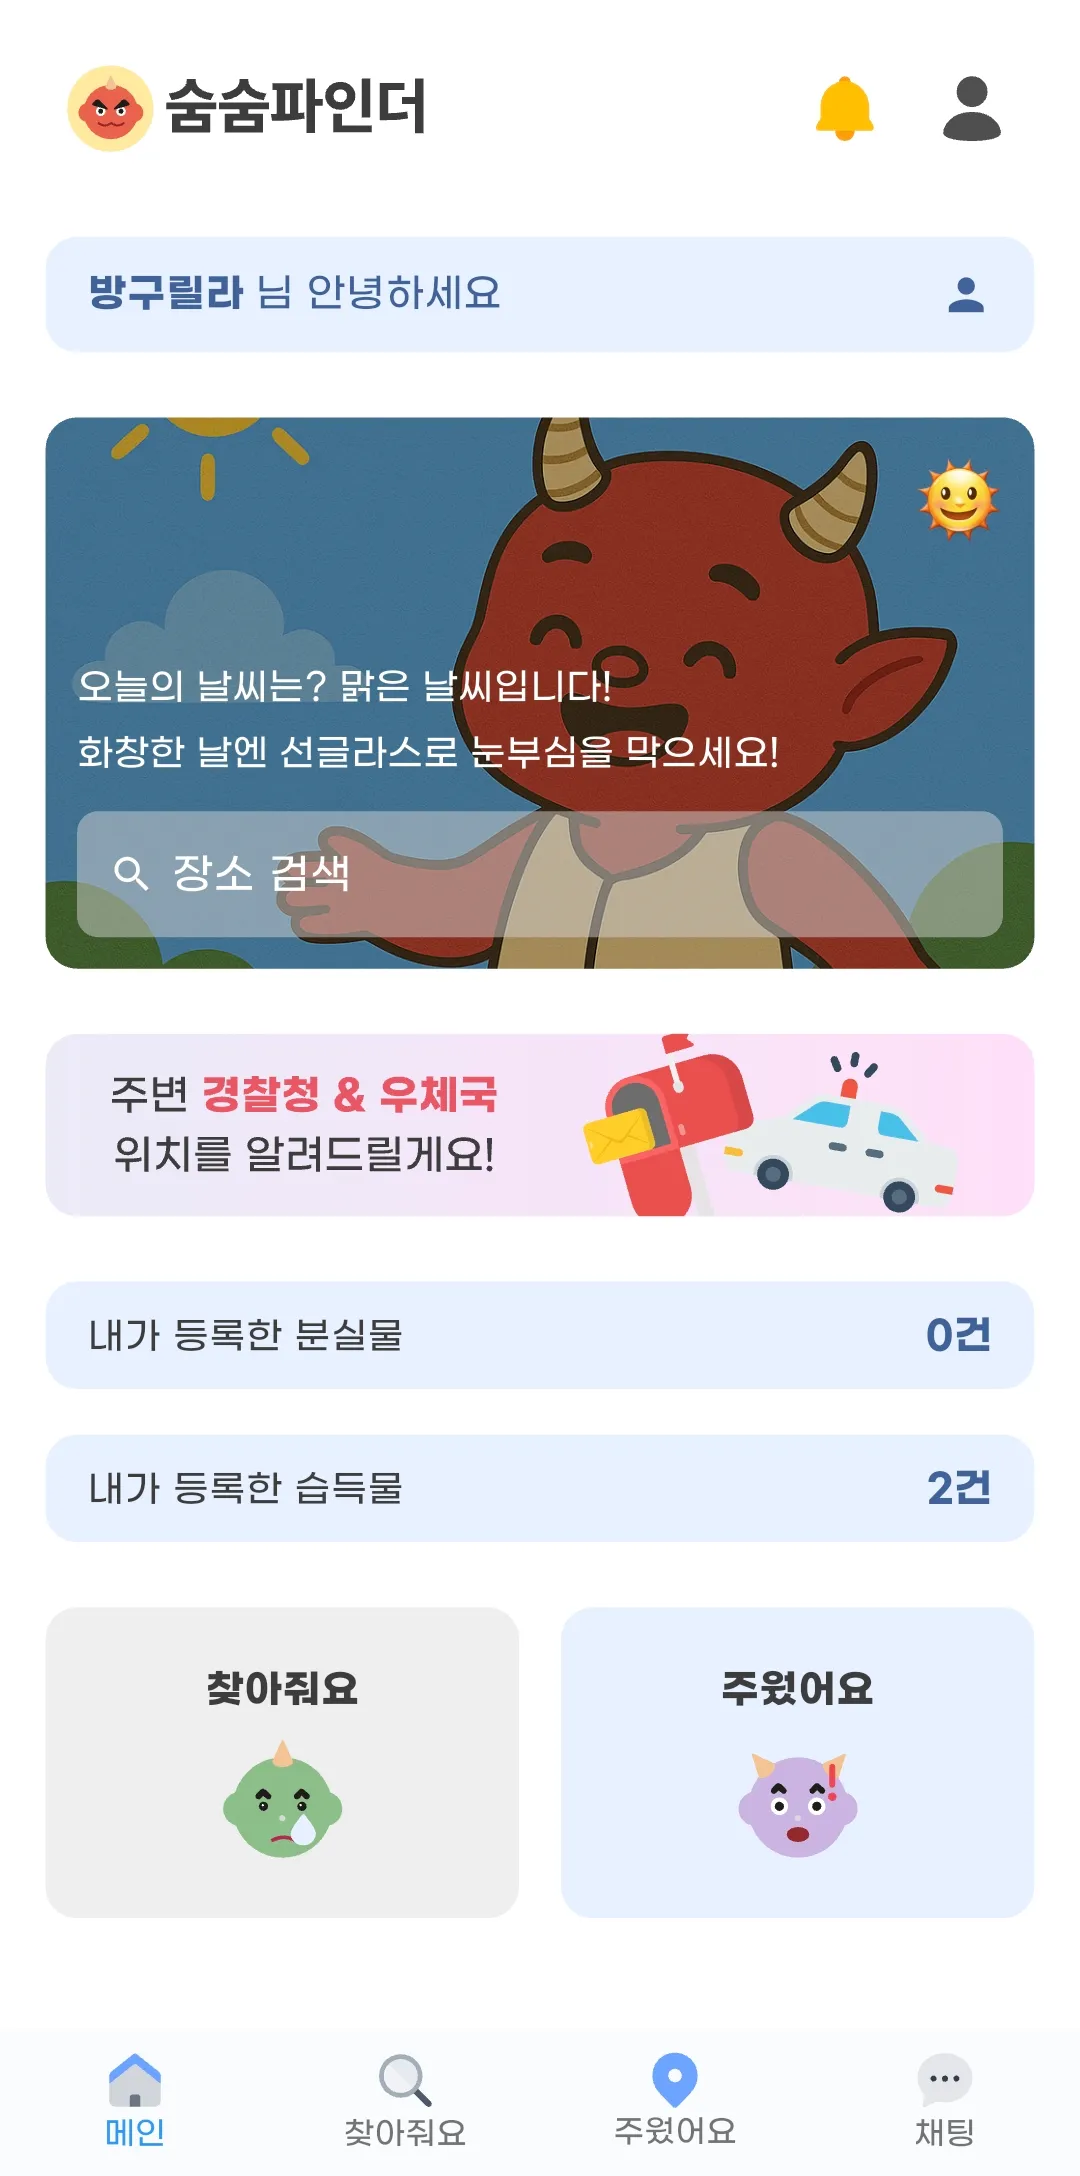 숨숨파인더
방구릴라 님 안녕하세요
오늘의 날씨는? 맑은 날씨입니다!
화창한 날엔 선글라스로 눈부심을 막으세요!
장소 검색
주변 경찰청 & 우체국
위치를 알려드릴게요!
내가 등록한 분실물 0건
내가 등록한 습득물 2건
찾아줘요 주웠어요
메인 찾아줘요 주웠어요 채팅